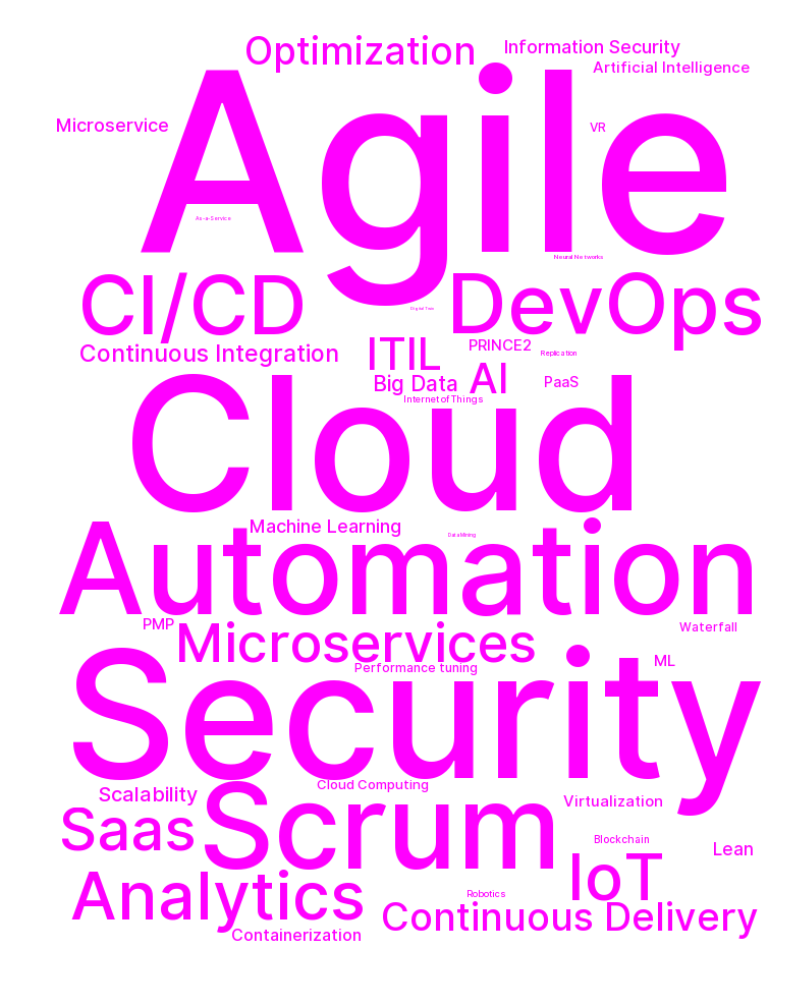 Optimization
Information Security
Artificial Intelligence
Agile
Microservice
VR
As-a-Service
Neural Networks
CI/CD
DevOps
Digital Twin
Continuous Integration
ITIL
PRINCE2
Replication
Big Data
AI
PaaS
Internet of Things
Cloud
Machine Learning
Data Mining
Automation
PMP
Microservices
Waterfall
Performance tuning
ML
Security
Cloud Computing
Scalability
Scrum
Virtualization
Saas
Blockchain
Lean
IoT
Analytics
Robotics
Continuous Delivery
Containerization